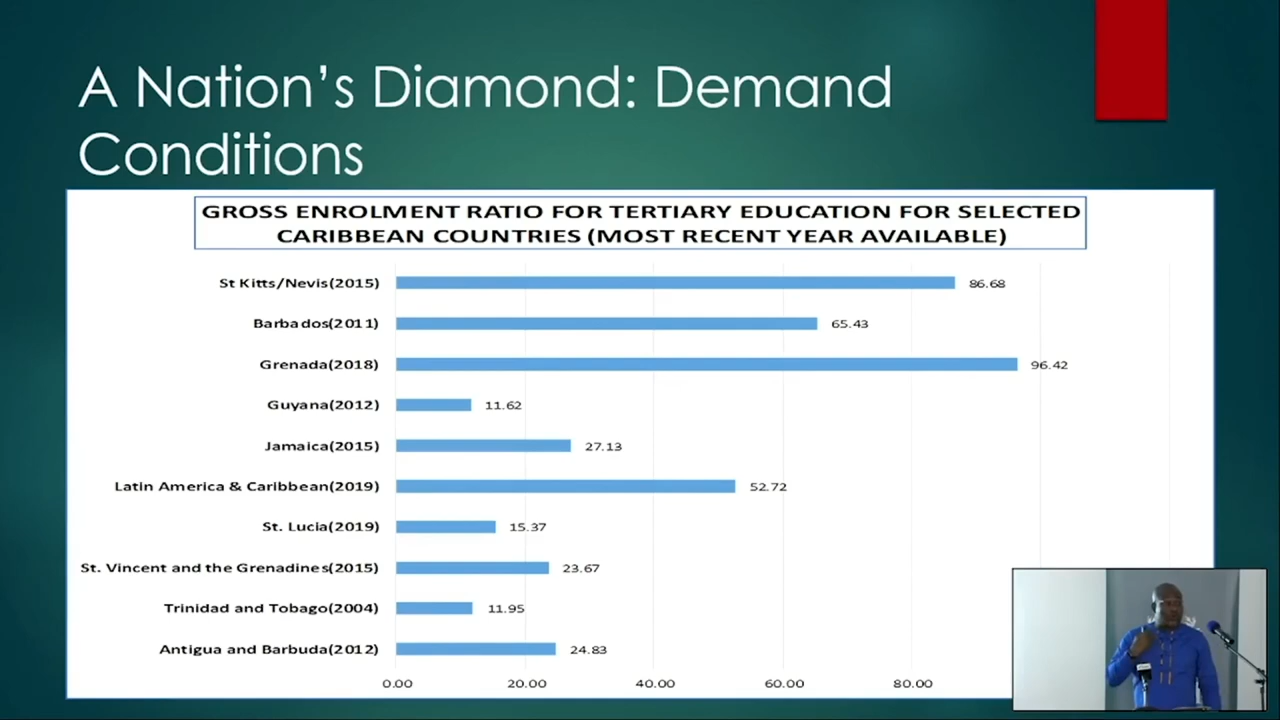 A Nation's Diamond: Demand
Conditions
GROSS ENROLMENT RATIO FOR TERTIARY EDUCATION FOR SELECTED
CARIBBEAN COUNTRIES (MOST RECENT YEAR AVAILABLE)
St Kitts/Nevis(2015) 86.68
Barbados(2011) 65.43
Grenada(2018) 96.42
Guyana(2012) 11.62
Jamaica(2015) 27.13
Latin America & Caribbean(2019) 52.72
St. Lucia(2019) 15.37
St. Vincent and the Grenadines(2015) 23.67
Trinidad and Tobago(2004) 11.95
Antigua and Barbuda(2012) 24.83
0.00 20.00 40.00 60.00 80.00